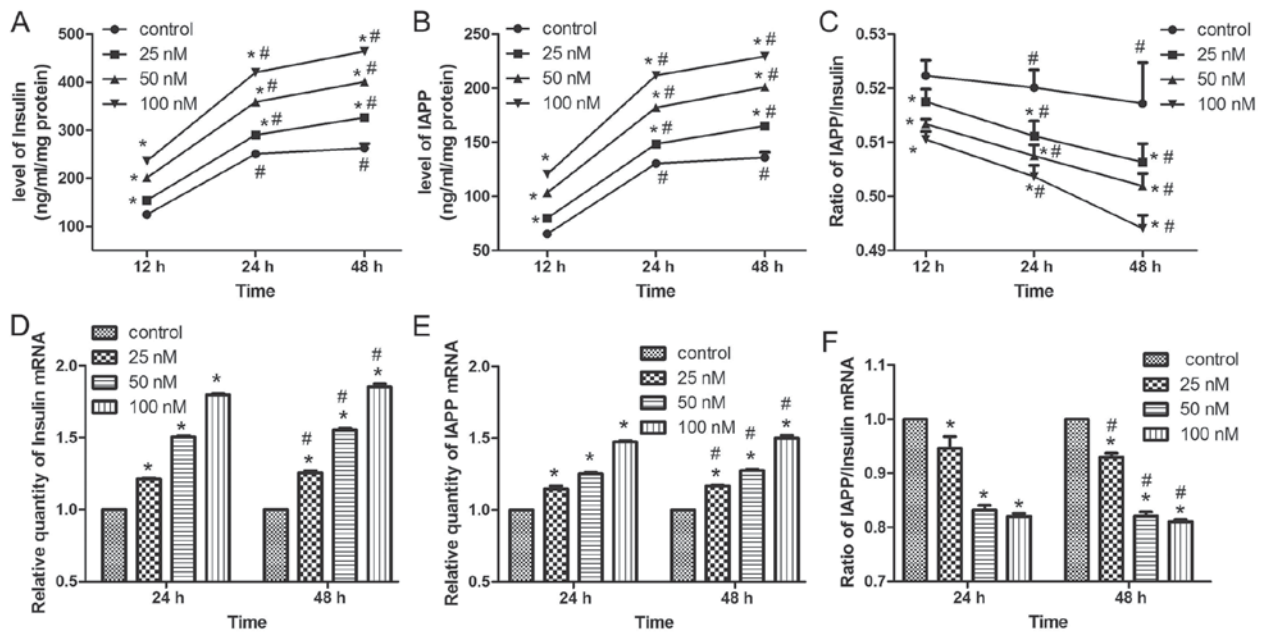 A
control
25 nM
50 nM
100 nM
level of Insulin
(ng/ml/mg protein)
500
400
300
200
100
* * * *# *# *# # *# *# *# #
12 h 24 h 48 h
Time
B
control
25 nM
50 nM
100 nM
level of IAPP
(ng/ml/mg protein)
250
200
150
100
50
* * * *# *# *# # *# *# *# #
12 h 24 h 48 h
Time
C
control
25 nM
50 nM
100 nM
Ratio of IAPP/Insulin
0.53
0.52
0.51
0.50
0.49
* * * # *# *# *# # *# *# *#
12 h 24 h 48 h
Time
D
control
25 nM
50 nM
100 nM
Relative quantity of Insulin mRNA
2.0
1.5
1.0
0.5
* * * # # #
* * *
24 h 48 h
Time
E
control
25 nM
50 nM
100 nM
Relative quantity of IAPP mRNA
2.0
1.5
1.0
0.5
* * * # # #
* * *
24 h 48 h
Time
F
control
25 nM
50 nM
100 nM
Ratio of IAPP/Insulin mRNA
1.1
1.0
0.9
0.8
0.7
* * * # # #
* * *
24 h 48 h
Time